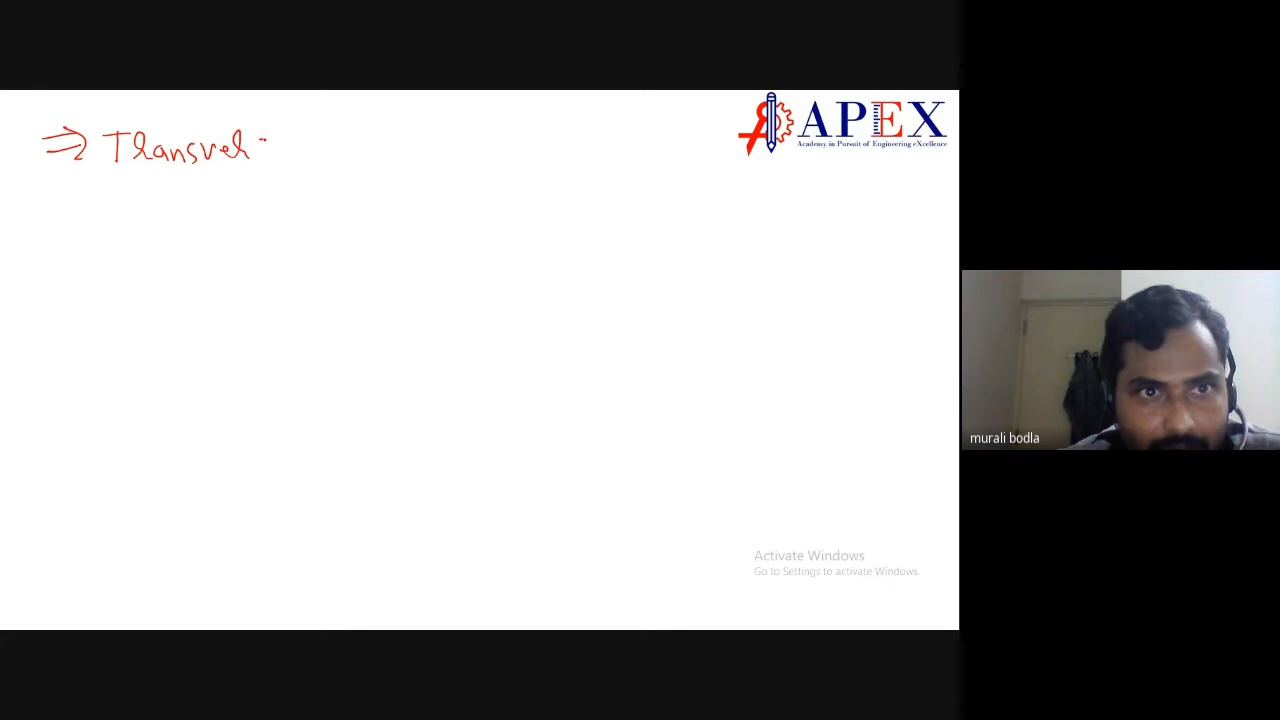 ⇒ Transver
APEX
Academy in Pursuit of Engineering eXcellence
murali bodla
Activate Windows
Go to Settings to activate Windows.